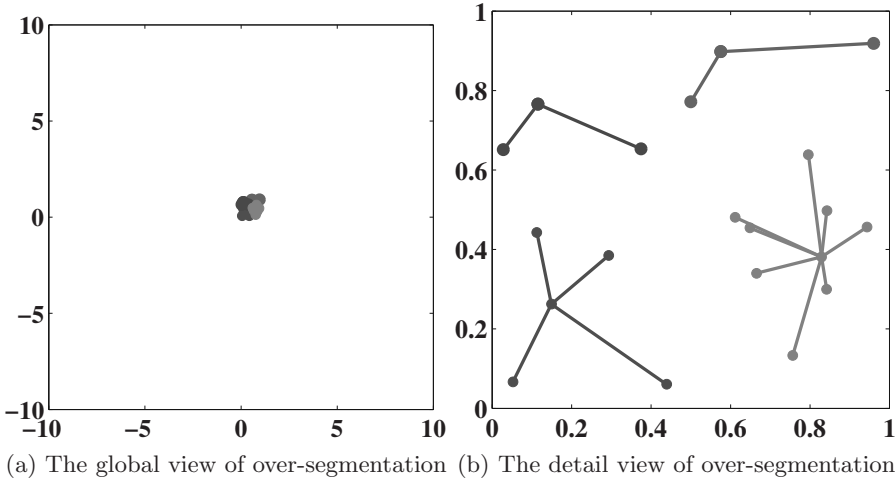 10
5
0
−5
−10
−10 −5 0 5 10
1
0.8
0.6
0.4
0.2
0
0 0.2 0.4 0.6 0.8 1
(a) The global view of over-segmentation
(b) The detail view of over-segmentation